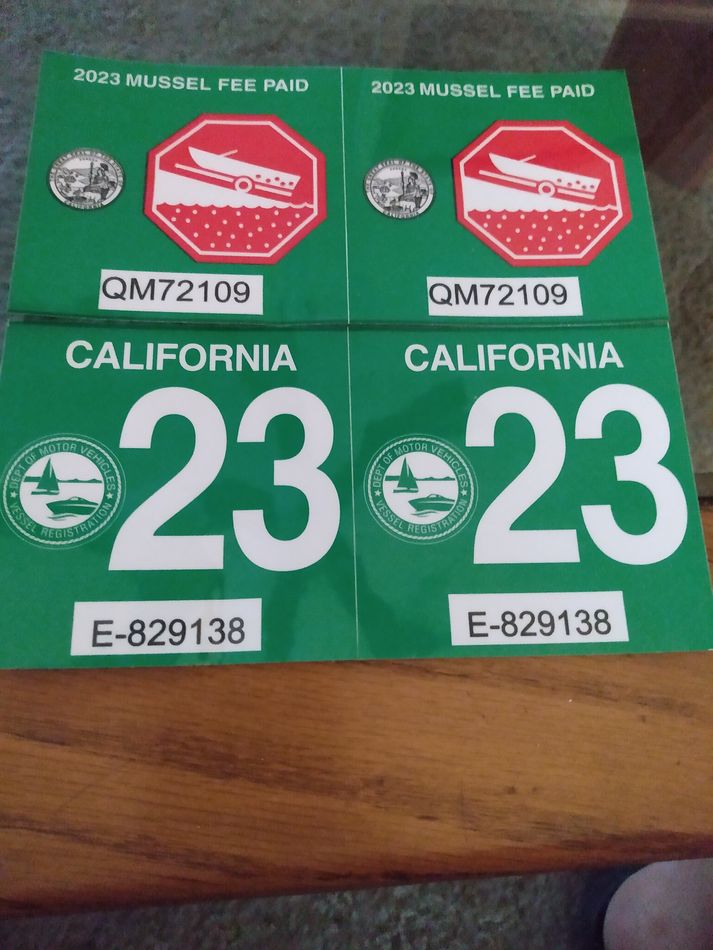 2023 MUSSEL FEE PAID
2023 MUSSEL FEE PAID
CALIFORNIA
QM72109
QM72109
CALIFORNIA
CALIFORNIA
23
23
DEPT OF MOTOR VEHICLES
VESSEL REGISTRATION
DEPT OF MOTOR VEHICLES
VESSEL REGISTRATION
E-829138
E-829138